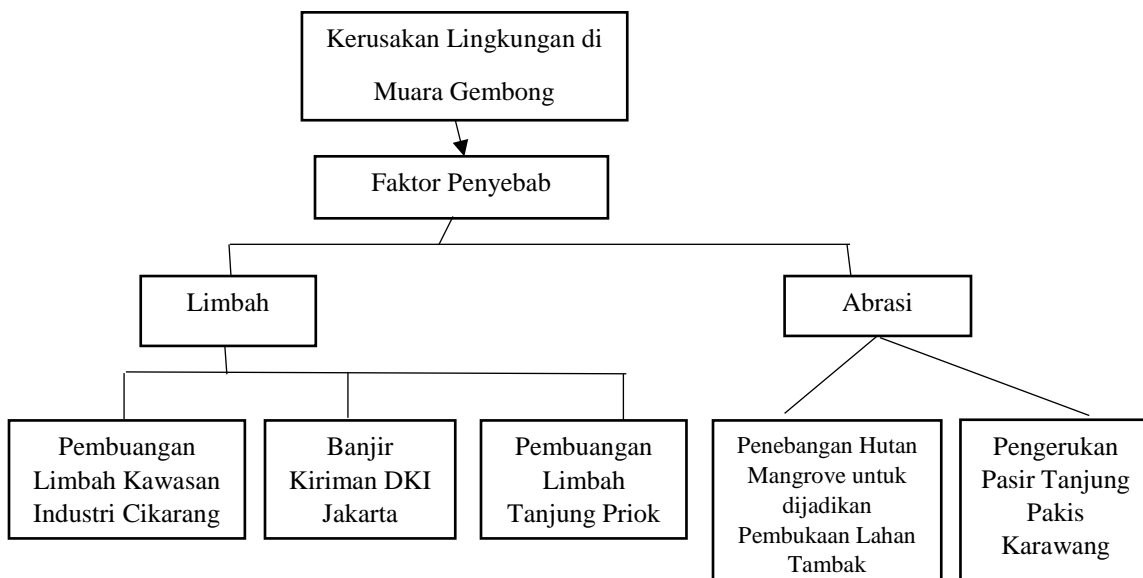 Kerusakan Lingkungan di
Muara Gembong
Faktor Penyebab
Limbah
Abrasi
Pembuangan
Limbah Kawasan
Industri Cikarang
Banjir
Kiriman DKI
Jakarta
Pembuangan
Limbah
Tanjung Priok
Penebangan Hutan
Mangrove untuk
dijadikan
Pembukaan Lahan
Tambak
Pengerukan
Pasir Tanjung
Pakis
Karawang